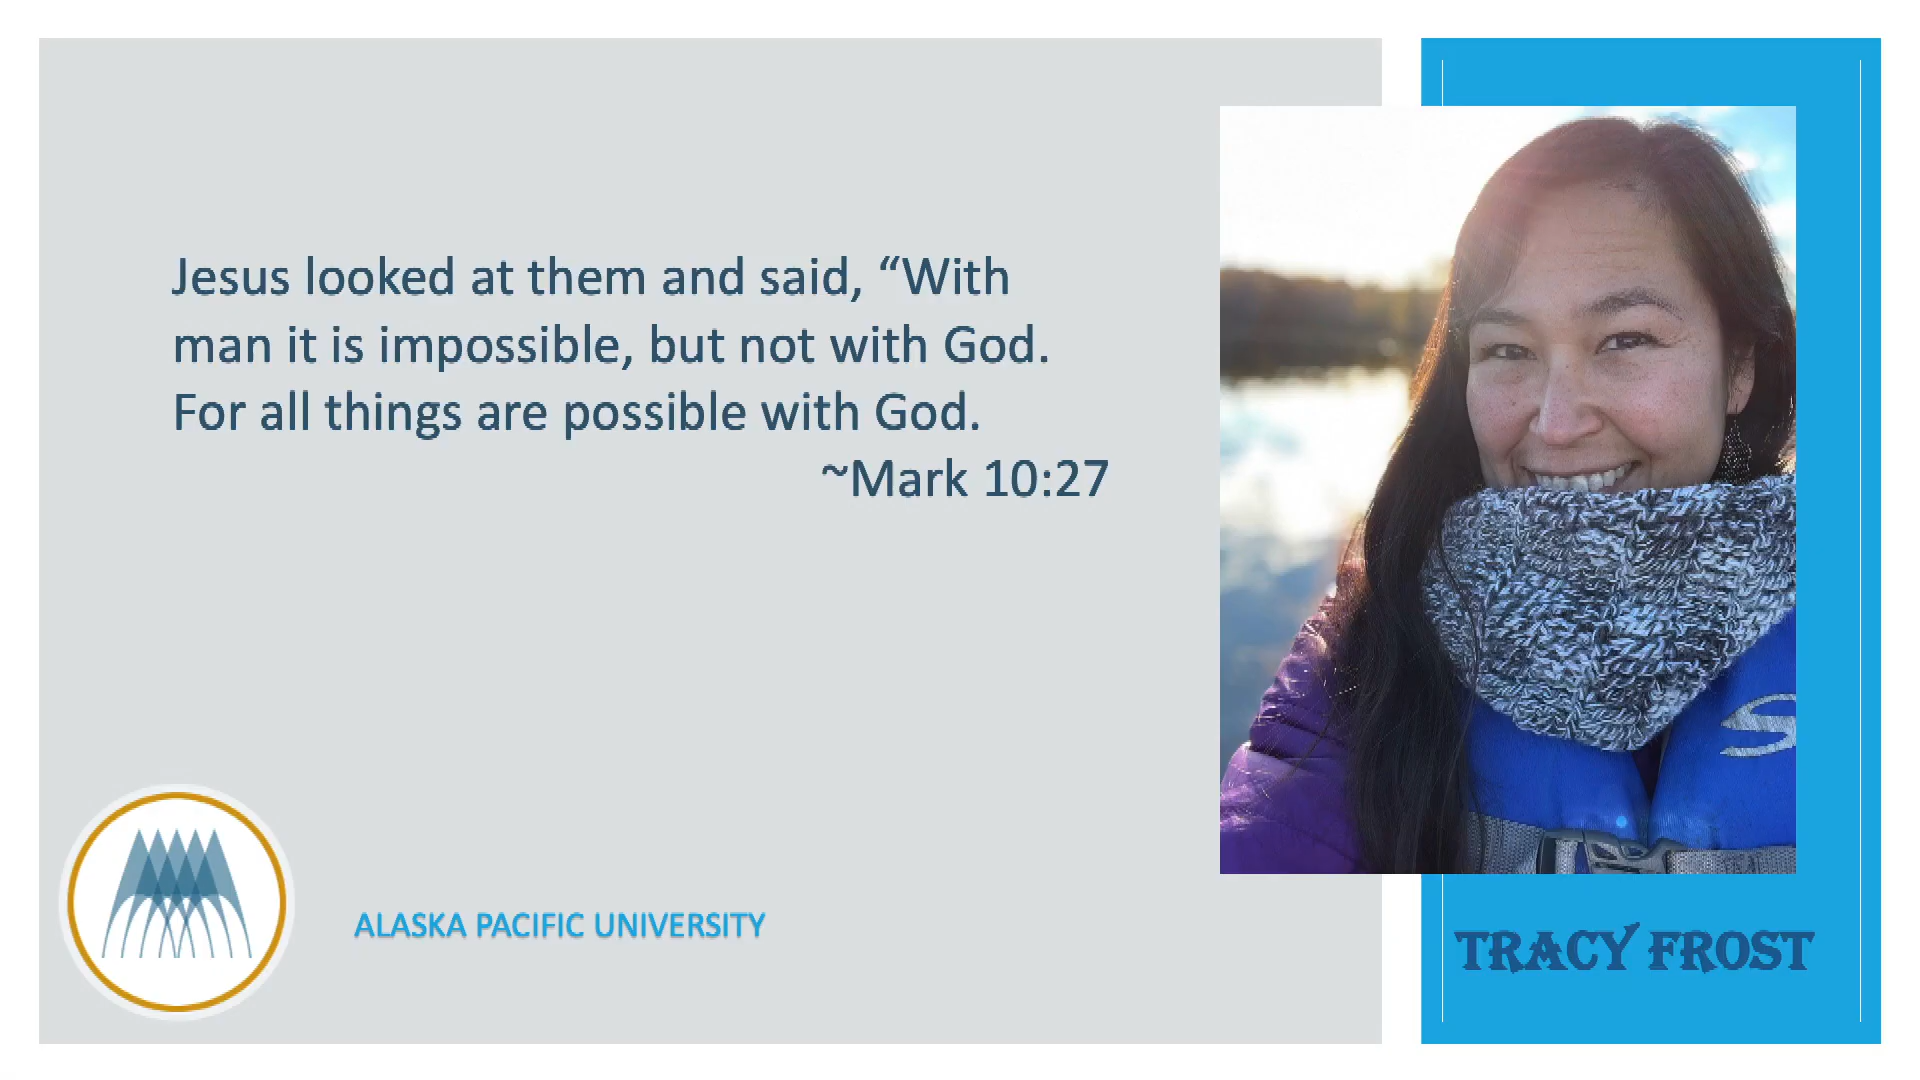 Jesus looked at them and said, “With
man it is impossible, but not with God.
For all things are possible with God.
~Mark 10:27
ALASKA PACIFIC UNIVERSITY
TRACY FROST